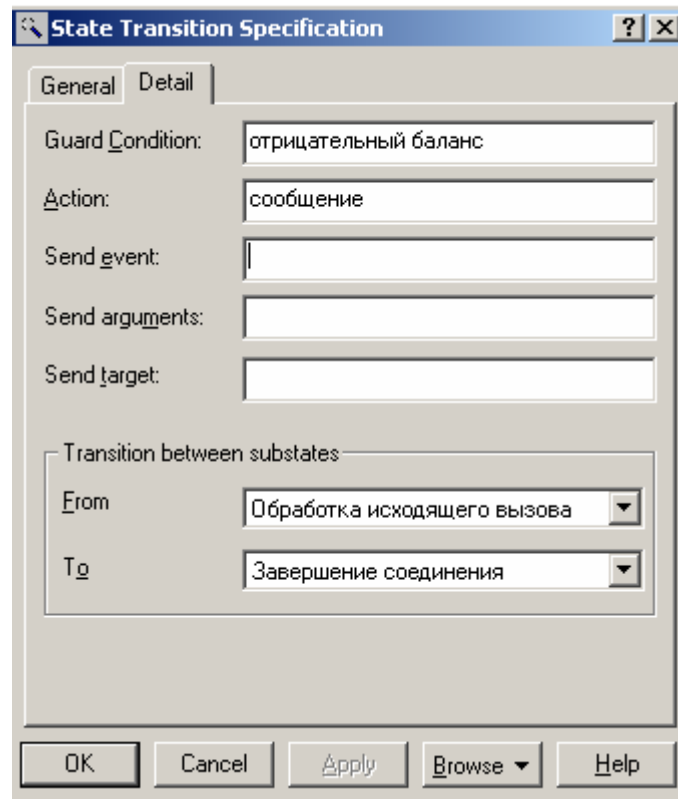 State Transition Specification
General Detail
Guard Condition: отрицательный баланс
Action: сообщение
Send event:
Send arguments:
Send target:
Transition between substates
From Обработка исходящего вызова
To Завершение соединения
OK Cancel Apply Browse Help